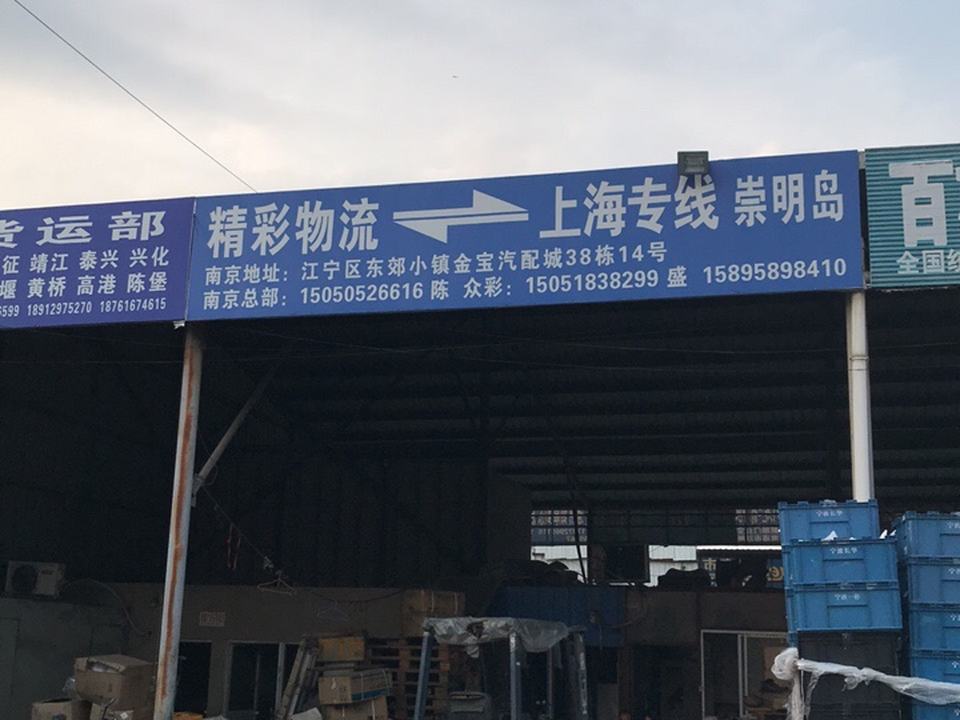 货运部
征 靖江 泰兴 兴化
堰 黄桥 高港 陈堡
6599 18912975270 18761674615
精彩物流 上海专线 崇明岛
南京地址：江宁区东郊小镇金宝汽配城38栋14号
南京总部：15050526616 陈 众彩：15051838299 盛 15895898410
百
全国